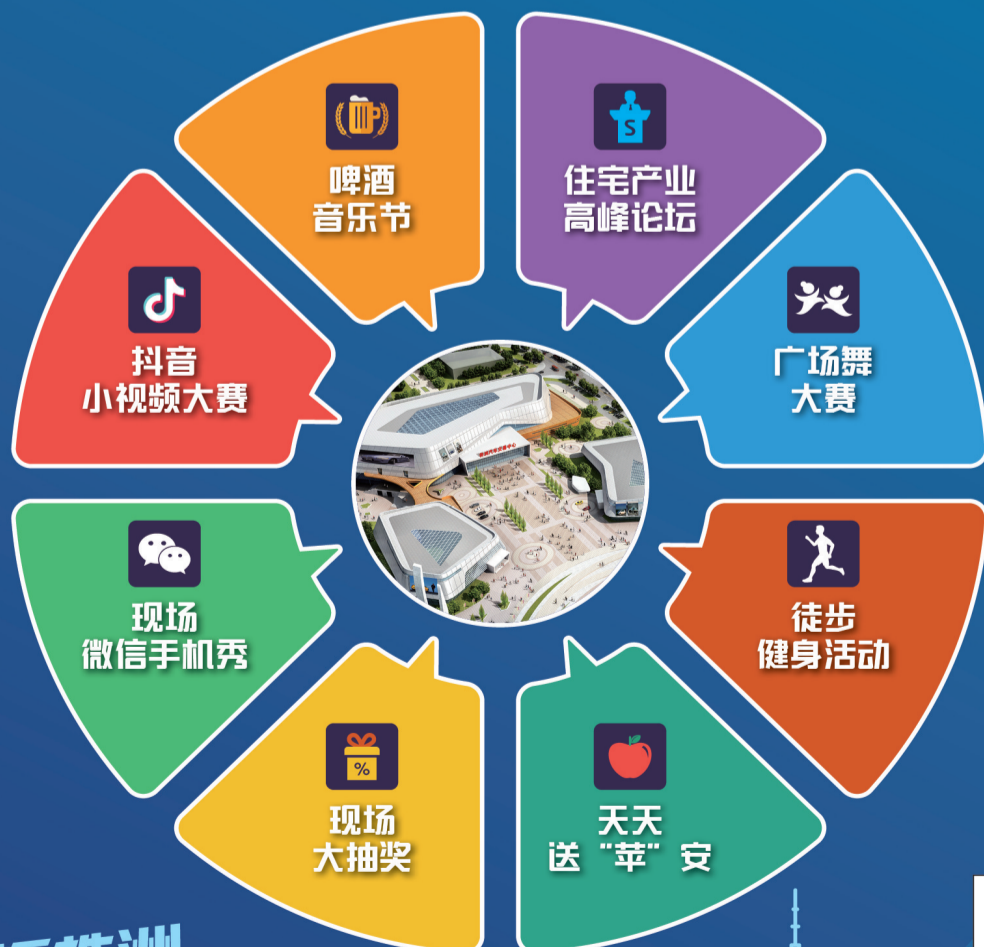 啤酒
音乐节
S
住宅产业
高峰论坛
抖音
小视频大赛
广场舞
大赛
现场
微信手机秀
徒步
健身活动
%
现场
大抽奖
天天
送“苹”安
株洲